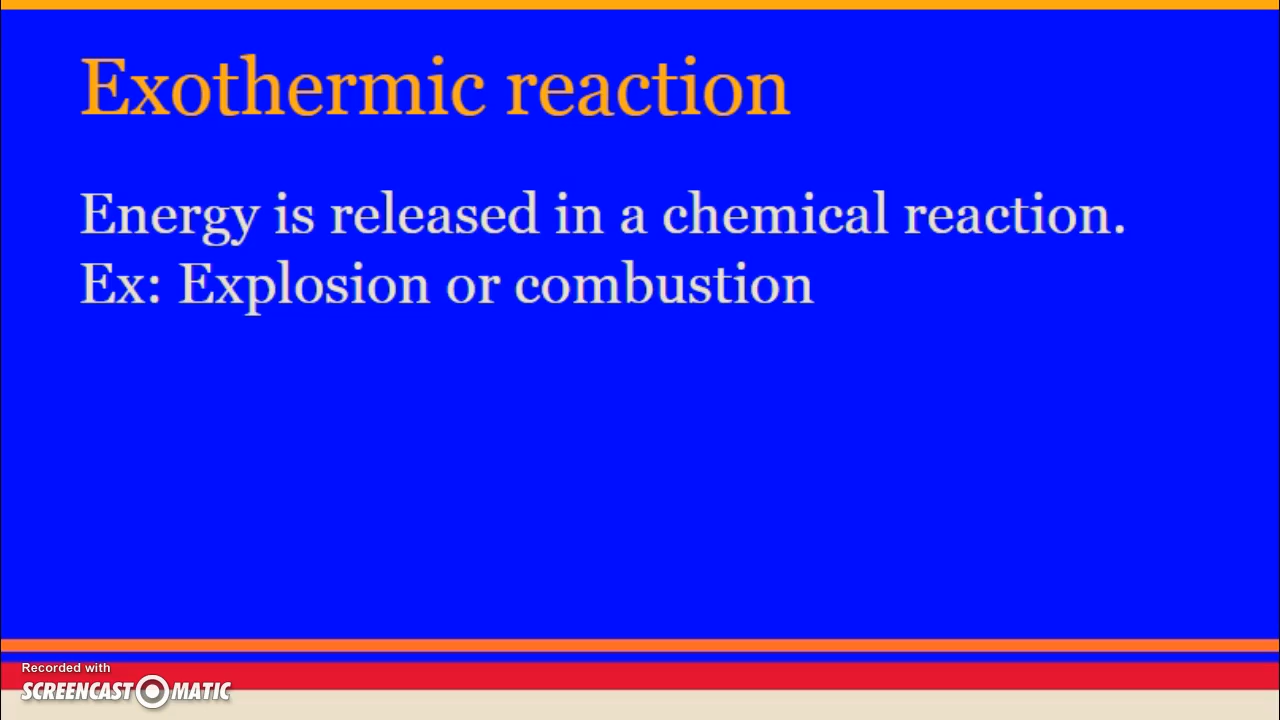 Exothermic reaction
Energy is released in a chemical reaction.
Ex: Explosion or combustion
Recorded with
SCREENCAST MATIC